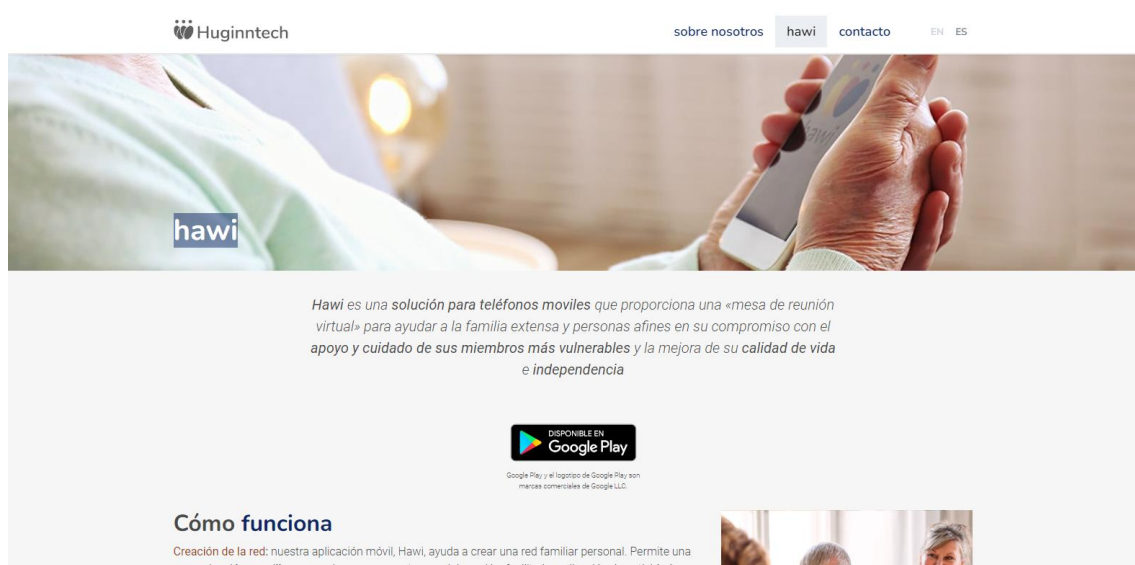 Huginntech
sobre nosotros hawi contacto EN ES
hawi
hawi
Hawi es una solución para teléfonos moviles que proporciona una «mesa de reunión
virtual» para ayudar a la familia extensa y personas afines en su compromiso con el
apoyo y cuidado de sus miembros más vulnerables y la mejora de su calidad de vida
e independencia
DISPONIBLE EN
Google Play
Google Play y el logotipo de Google Play son
marcas comerciales de Google LLC.
Cómo funciona
Creación de la red: nuestra aplicación móvil, Hawi, ayuda a crear una red familiar personal. Permite una